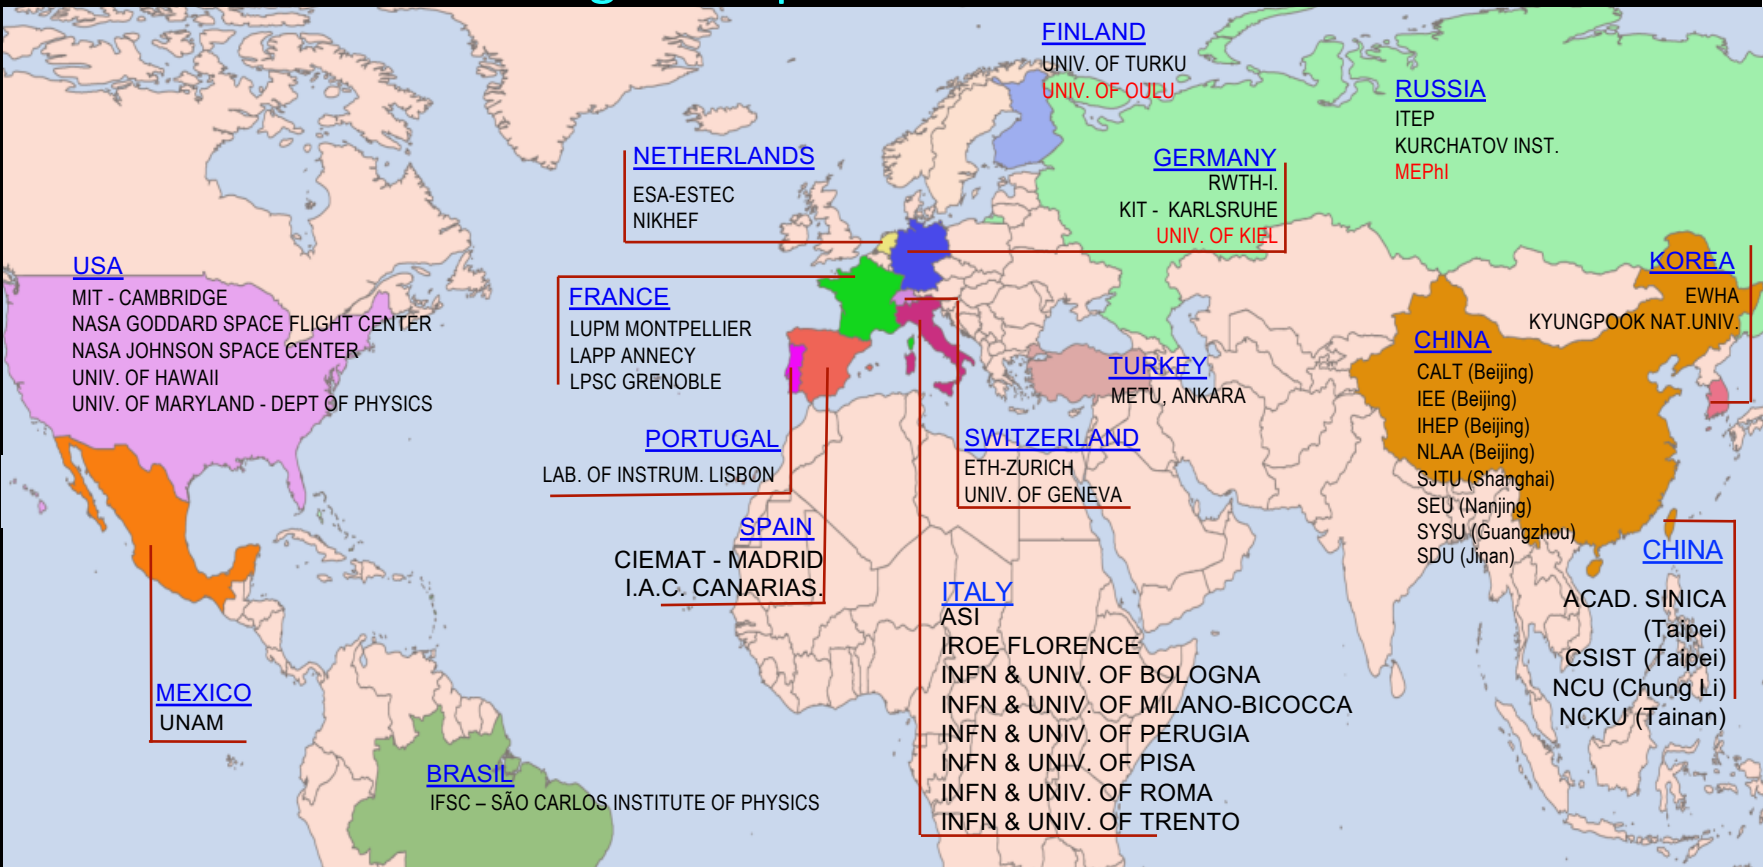 FINLAND
UNIV. OF TURKU
UNIV. OF OULU
RUSSIA
ITEP
KURCHATOV INST.
MEPhI
NETHERLANDS
ESA-ESTEC
NIKHEF
GERMANY
RWTH-I.
KIT - KARLSRUHE
UNIV. OF KIEL
USA
MIT - CAMBRIDGE
NASA GODDARD SPACE FLIGHT CENTER
NASA JOHNSON SPACE CENTER
UNIV. OF HAWAII
UNIV. OF MARYLAND - DEPT OF PHYSICS
FRANCE
LUPM MONTPELLIER
LAPP ANNECY
LPSC GRENOBLE
KOREA
EWHA
KYUNGPOOK NAT.UNIV.
TURKEY
METU, ANKARA
CHINA
CALT (Beijing)
IEE (Beijing)
IHEP (Beijing)
NLAA (Beijing)
SJTU (Shanghai)
SEU (Nanjing)
SYSU (Guangzhou)
SDU (Jinan)
PORTUGAL
LAB. OF INSTRUM. LISBON
SWITZERLAND
ETH-ZURICH
UNIV. OF GENEVA
SPAIN
CIEMAT - MADRID
I.A.C. CANARIAS.
CHINA
ACAD. SINICA
(Taipei)
CSIST (Taipei)
NCU (Chung Li)
NCKU (Tainan)
ITALY
ASI
IROE FLORENCE
INFN & UNIV. OF BOLOGNA
INFN & UNIV. OF MILANO-BICOCCA
INFN & UNIV. OF PERUGIA
INFN & UNIV. OF PISA
INFN & UNIV. OF ROMA
INFN & UNIV. OF TRENTO
MEXICO
UNAM
BRASIL
IFSC – SÃO CARLOS INSTITUTE OF PHYSICS